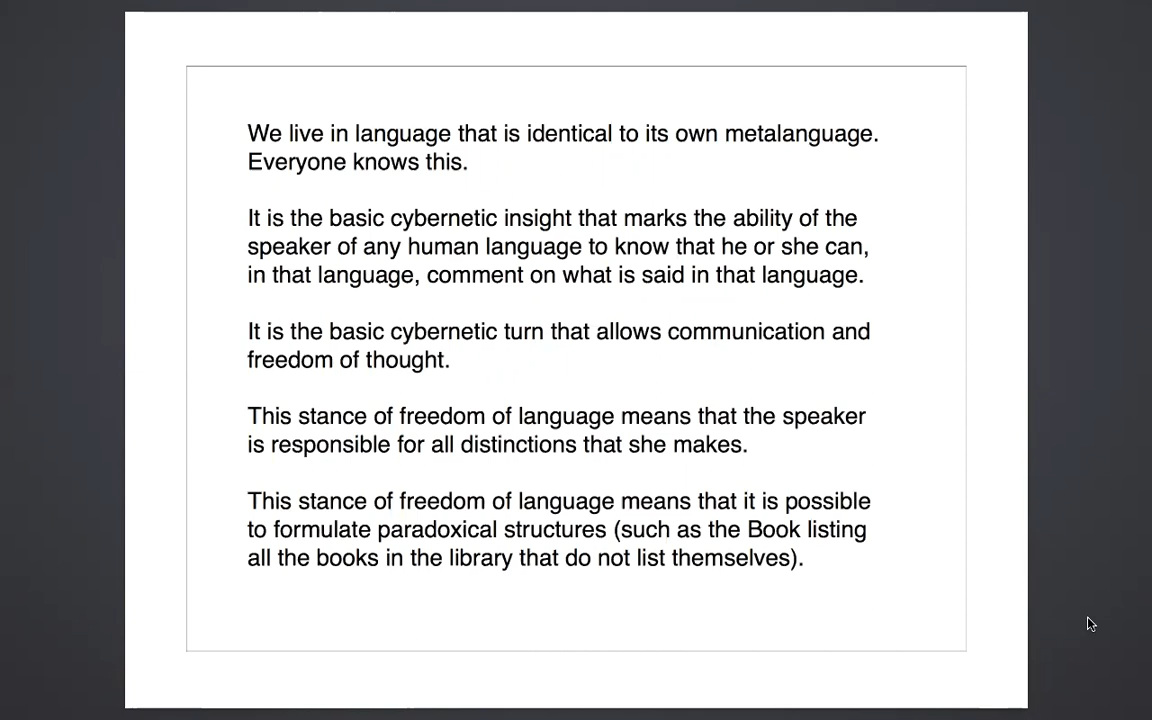 We live in language that is identical to its own metalanguage.
Everyone knows this.
It is the basic cybernetic insight that marks the ability of the
speaker of any human language to know that he or she can,
in that language, comment on what is said in that language.
It is the basic cybernetic turn that allows communication and
freedom of thought.
This stance of freedom of language means that the speaker
is responsible for all distinctions that she makes.
This stance of freedom of language means that it is possible
to formulate paradoxical structures (such as the Book listing
all the books in the library that do not list themselves).